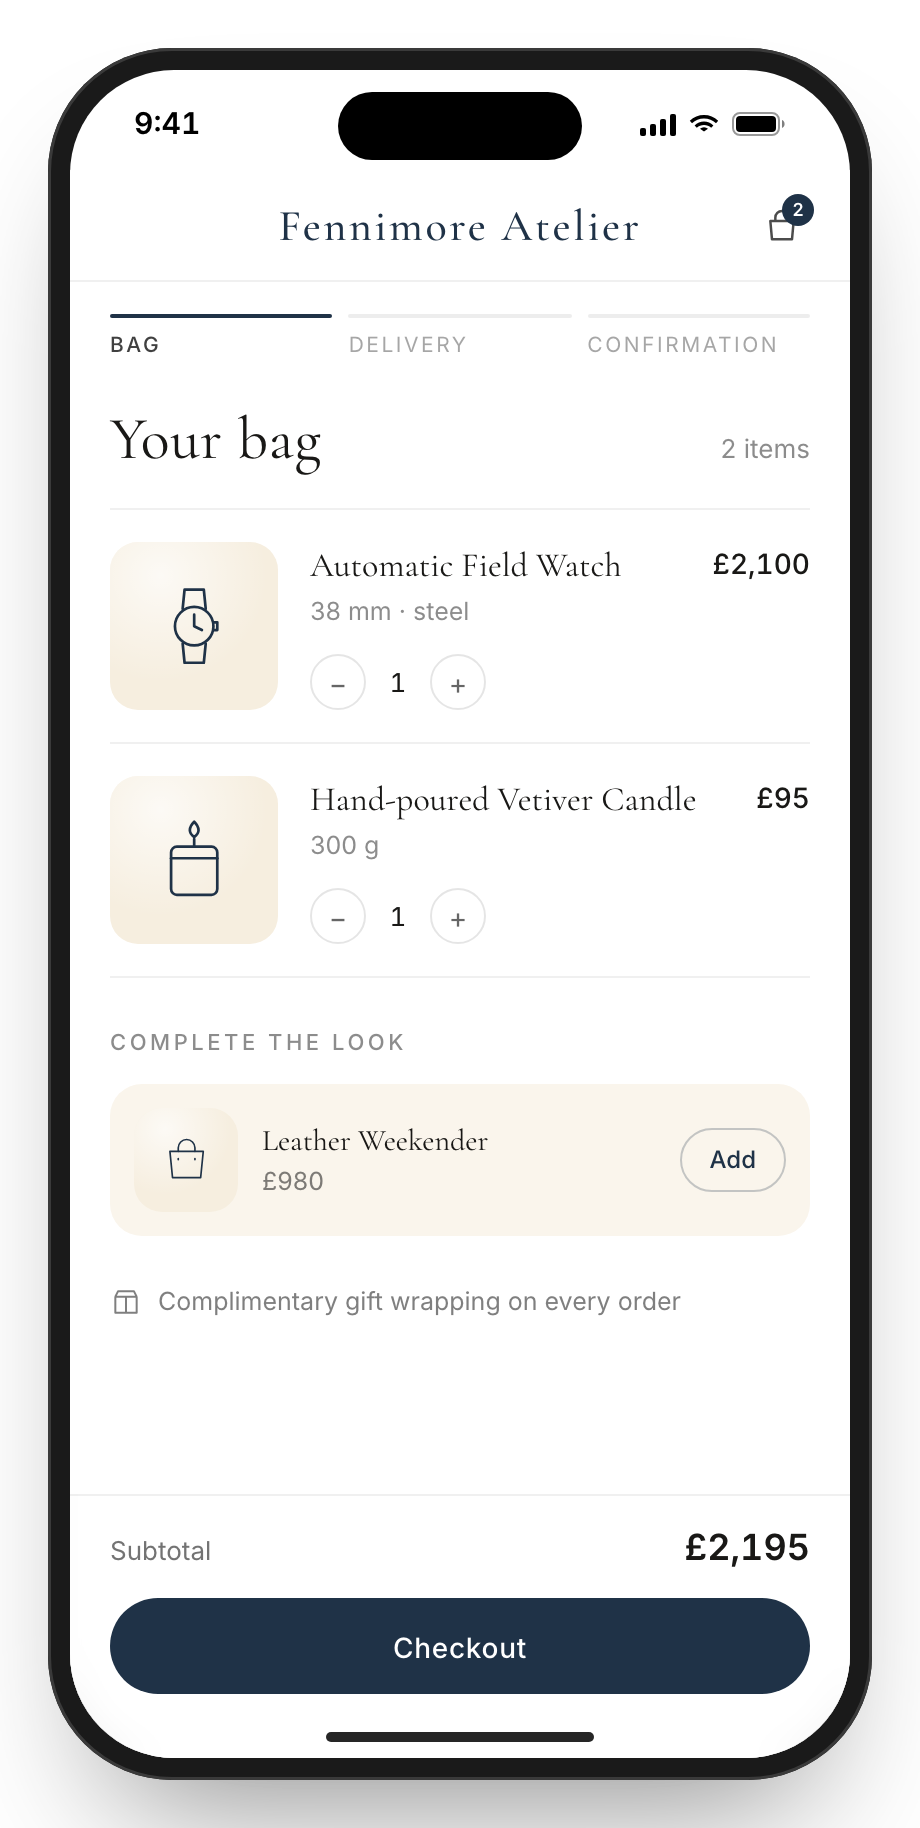 9:41
Fennimore Atelier
2
BAG DELIVERY CONFIRMATION
Your bag
2 items
Automatic Field Watch £2,100
38 mm · steel
− 1 +
Hand-poured Vetiver Candle £95
300 g
− 1 +
COMPLETE THE LOOK
Leather Weekender
£980
Add
Complimentary gift wrapping on every order
Subtotal £2,195
Checkout